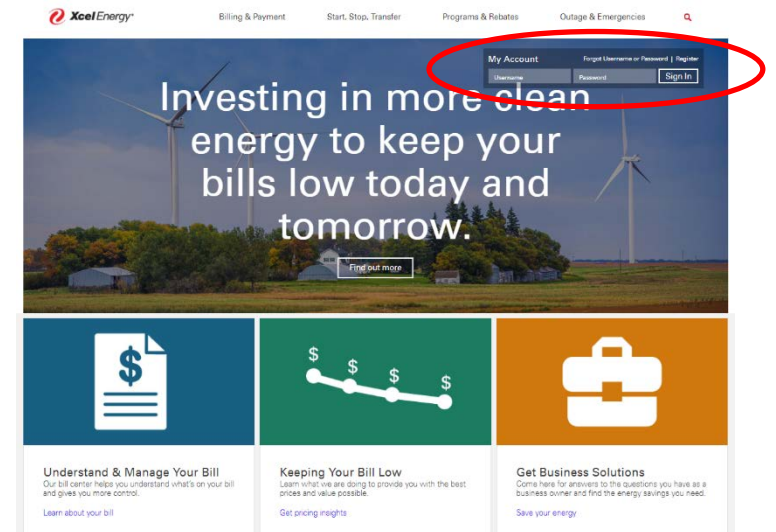 Xcel Energy®
Billing & Payment
Start, Stop, Transfer
Programs & Rebates
Outage & Emergencies
My Account
Forgot Username or Password | Register
Username
Password
Sign In
Investing in more clean
energy to keep your
bills low today and
tomorrow.
Find out more
$
$
$
$
$
Understand & Manage Your Bill
Our bill center helps you understand what's on your bill
and gives you more control.
Learn about your bill
Keeping Your Bill Low
Learn what we are doing to provide you with the best
prices and value possible.
Get pricing insights
Get Business Solutions
Come here for answers to the questions you have as a
business owner and find the energy savings you need.
Save your energy